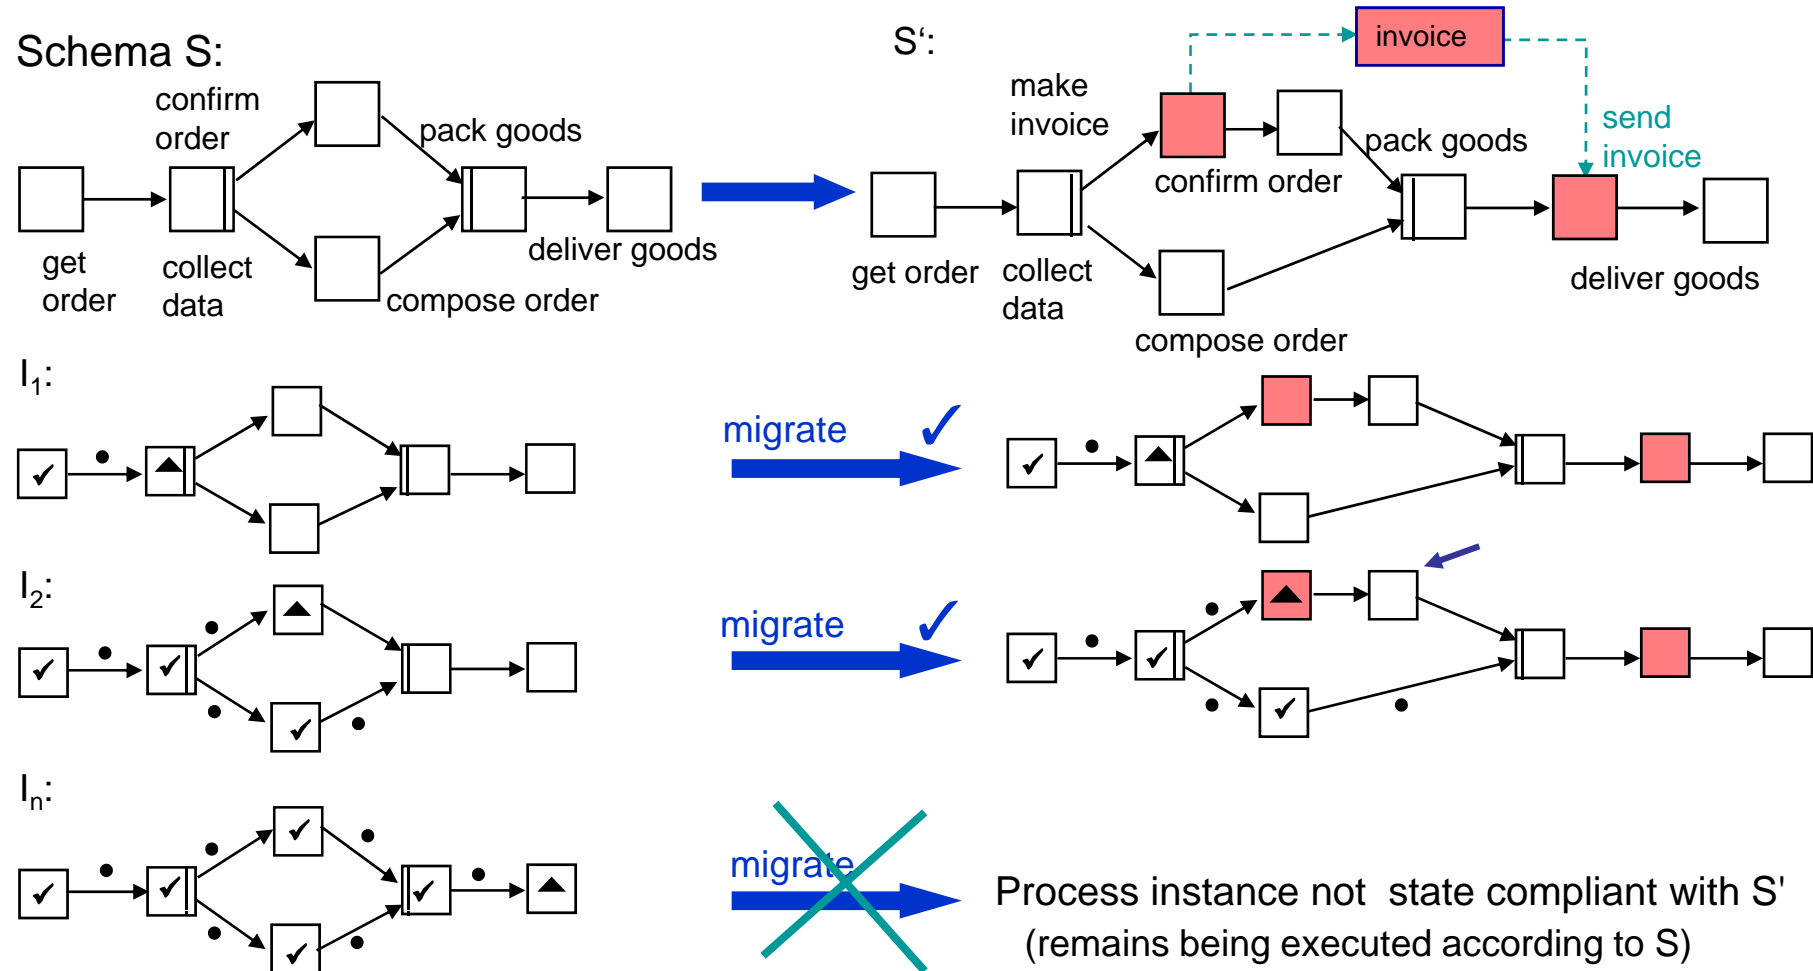 Schema S:
confirm
order
pack goods
get
order
collect
data
compose order
deliver goods
S‘:
invoice
make
invoice
confirm order
pack goods
send
invoice
get order
collect
data
compose order
deliver goods
I1:
migrate
I2:
migrate
In:
migrate
Process instance not state compliant with S'
(remains being executed according to S)